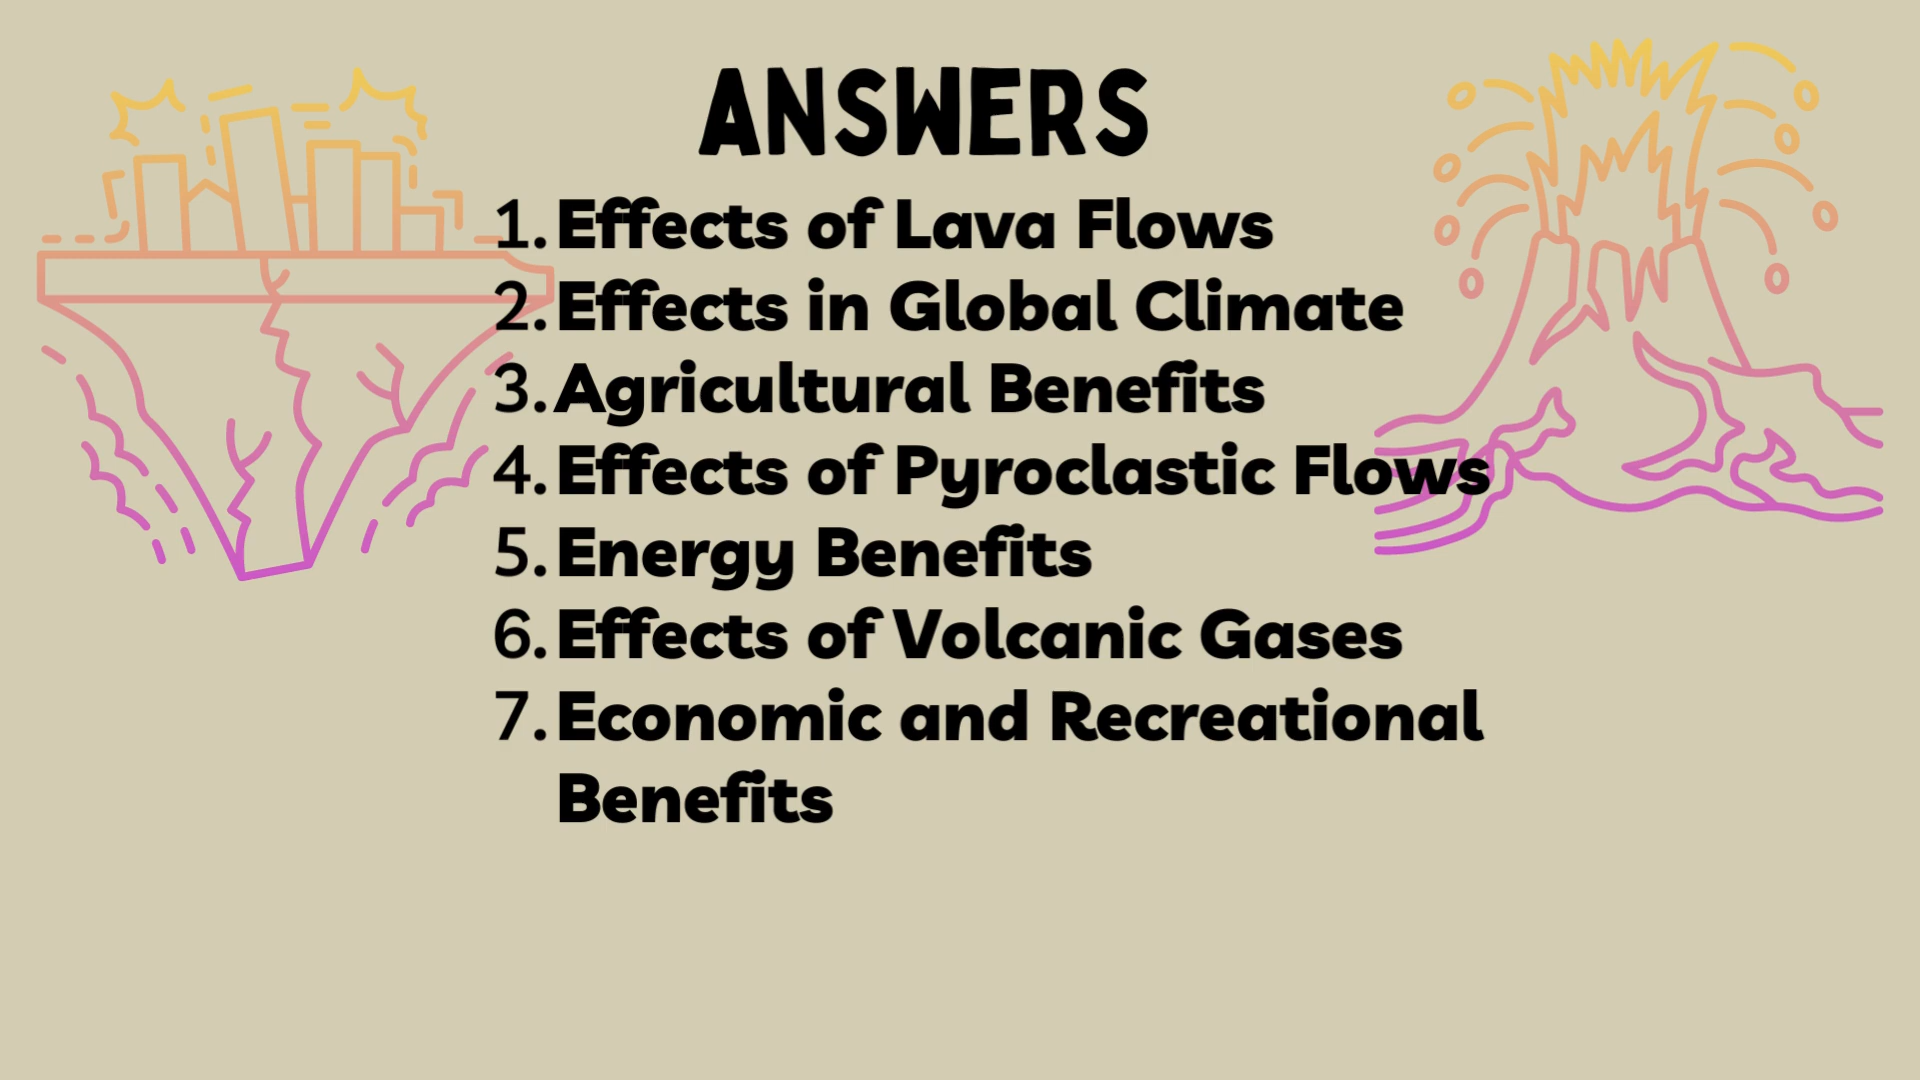 ANSWERS
1. Effects of Lava Flows
2. Effects in Global Climate
3. Agricultural Benefits
4. Effects of Pyroclastic Flows
5. Energy Benefits
6. Effects of Volcanic Gases
7. Economic and Recreational
Benefits